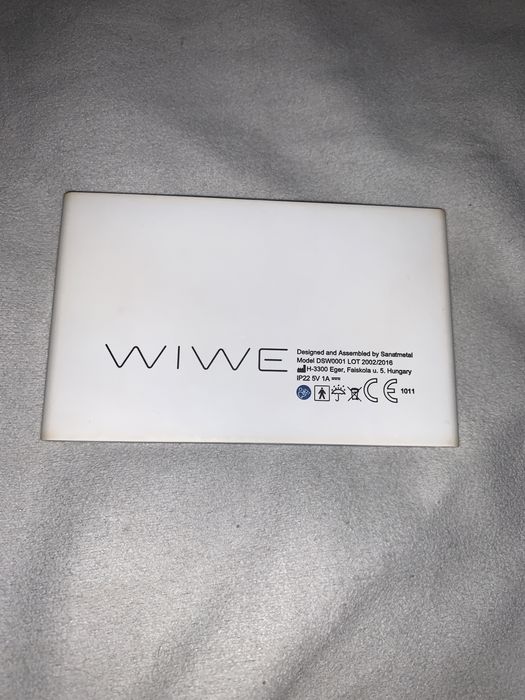 WIWE
Designed and Assembled by Sanatmetal
Model DSW0001 LOT 2002/2016
H-3300 Eger, Faiskola u. 5. Hungary
IP22 5V 1A
CE 1011